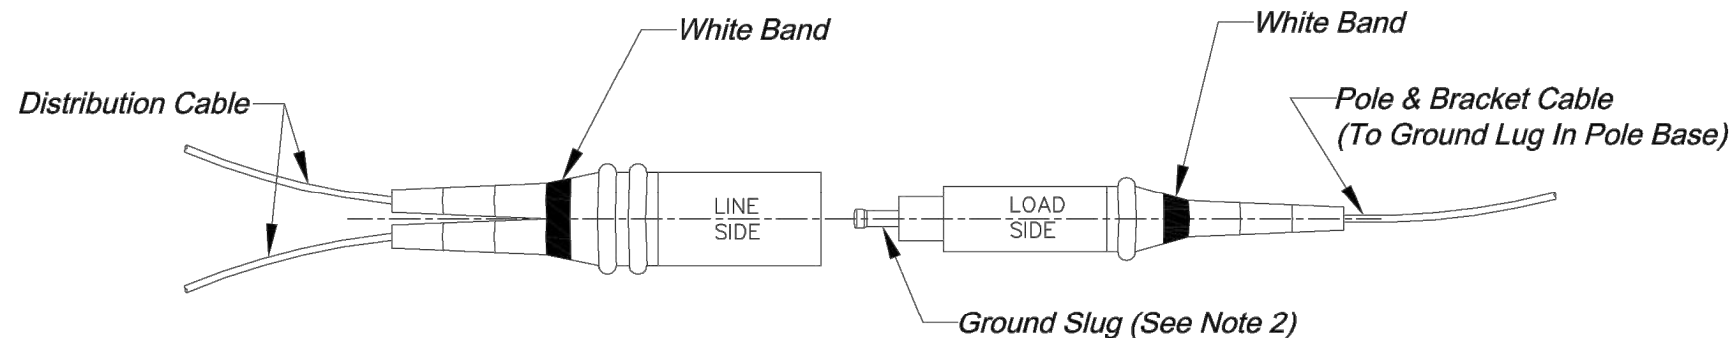 White Band
White Band
Distribution Cable
Pole & Bracket Cable
(To Ground Lug In Pole Base)
LINE
SIDE
LOAD
SIDE
Ground Slug (See Note 2)